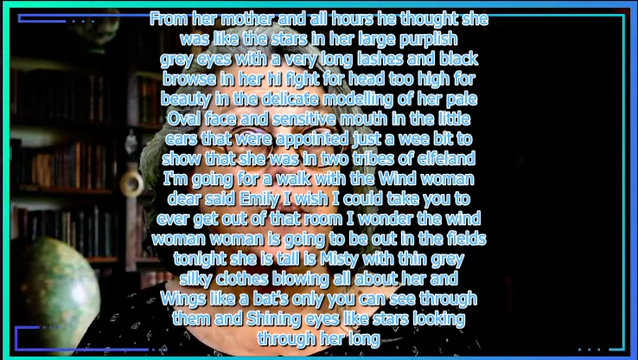 From her mother and all hours he thought she
was like the stars in her large purplish
grey eyes with a very long lashes and black
browse in her hi fight for head too high for
beauty in the delicate modelling of her pale
Oval face and sensitive mouth in the little
ears that were appointed just a wee bit to
show that she was in two tribes of elfeland
I'm going for a walk with the Wind woman
dear said Emily I wish I could take you to
ever get out of that room I wonder the wind
woman woman is going to be out in the fields
tonight she is tall is Misty with thin grey
silky clothes blowing all about her and
Wings like a bat's only you can see through
them and Shining eyes like stars looking
through her long